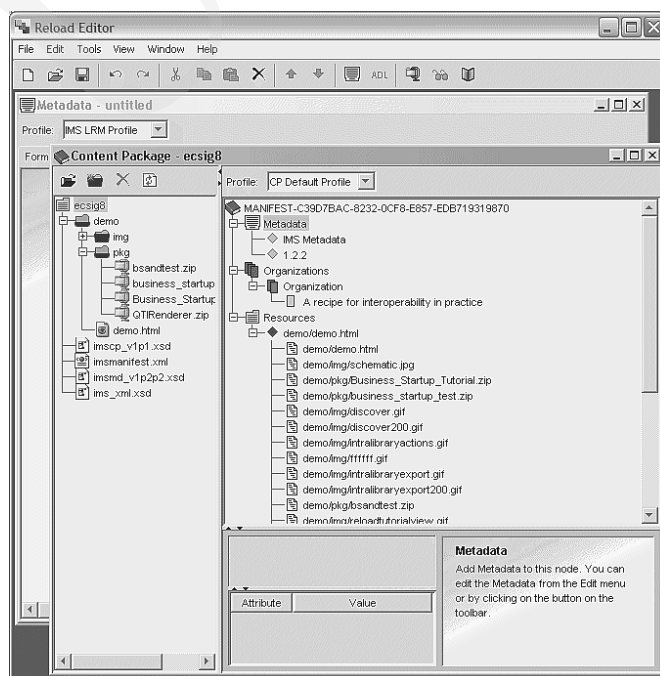 Reload Editor
File Edit Tools View Window Help
ADL
Metadata - untitled
Profile: IMS LRM Profile
Form
Content Package - ecsig8
ecsig8
demo
img
pkg
bsandtest.zip
business_startup
Business_Startup
QTIRenderer.zip
demo.html
imscp_v1p1.xsd
imsmanifest.xml
imsmd_v1p2p2.xsd
ims_xml.xsd
Profile: CP Default Profile
MANIFEST-C39D7BAC-8232-0CF8-E857-EDB719319870
Metadata
IMS Metadata
1.2.2
Organizations
Organization
A recipe for interoperability in practice
Resources
demo/demo.html
demo/demo.html
demo/img/schematic.jpg
demo/pkg/Business_Startup_Tutorial.zip
demo/pkg/business_startup_test.zip
demo/img/discover.gif
demo/img/discover200.gif
demo/img/intralibraryactions.gif
demo/img/ffffff.gif
demo/img/intralibraryexport.gif
demo/img/intralibraryexport200.gif
demo/pkg/bsandtest.zip
demo/img/reloadtutorialview.gif
Attribute Value
Metadata
Add Metadata to this node. You can
edit the Metadata from the Edit menu
or by clicking on the button on the
toolbar.